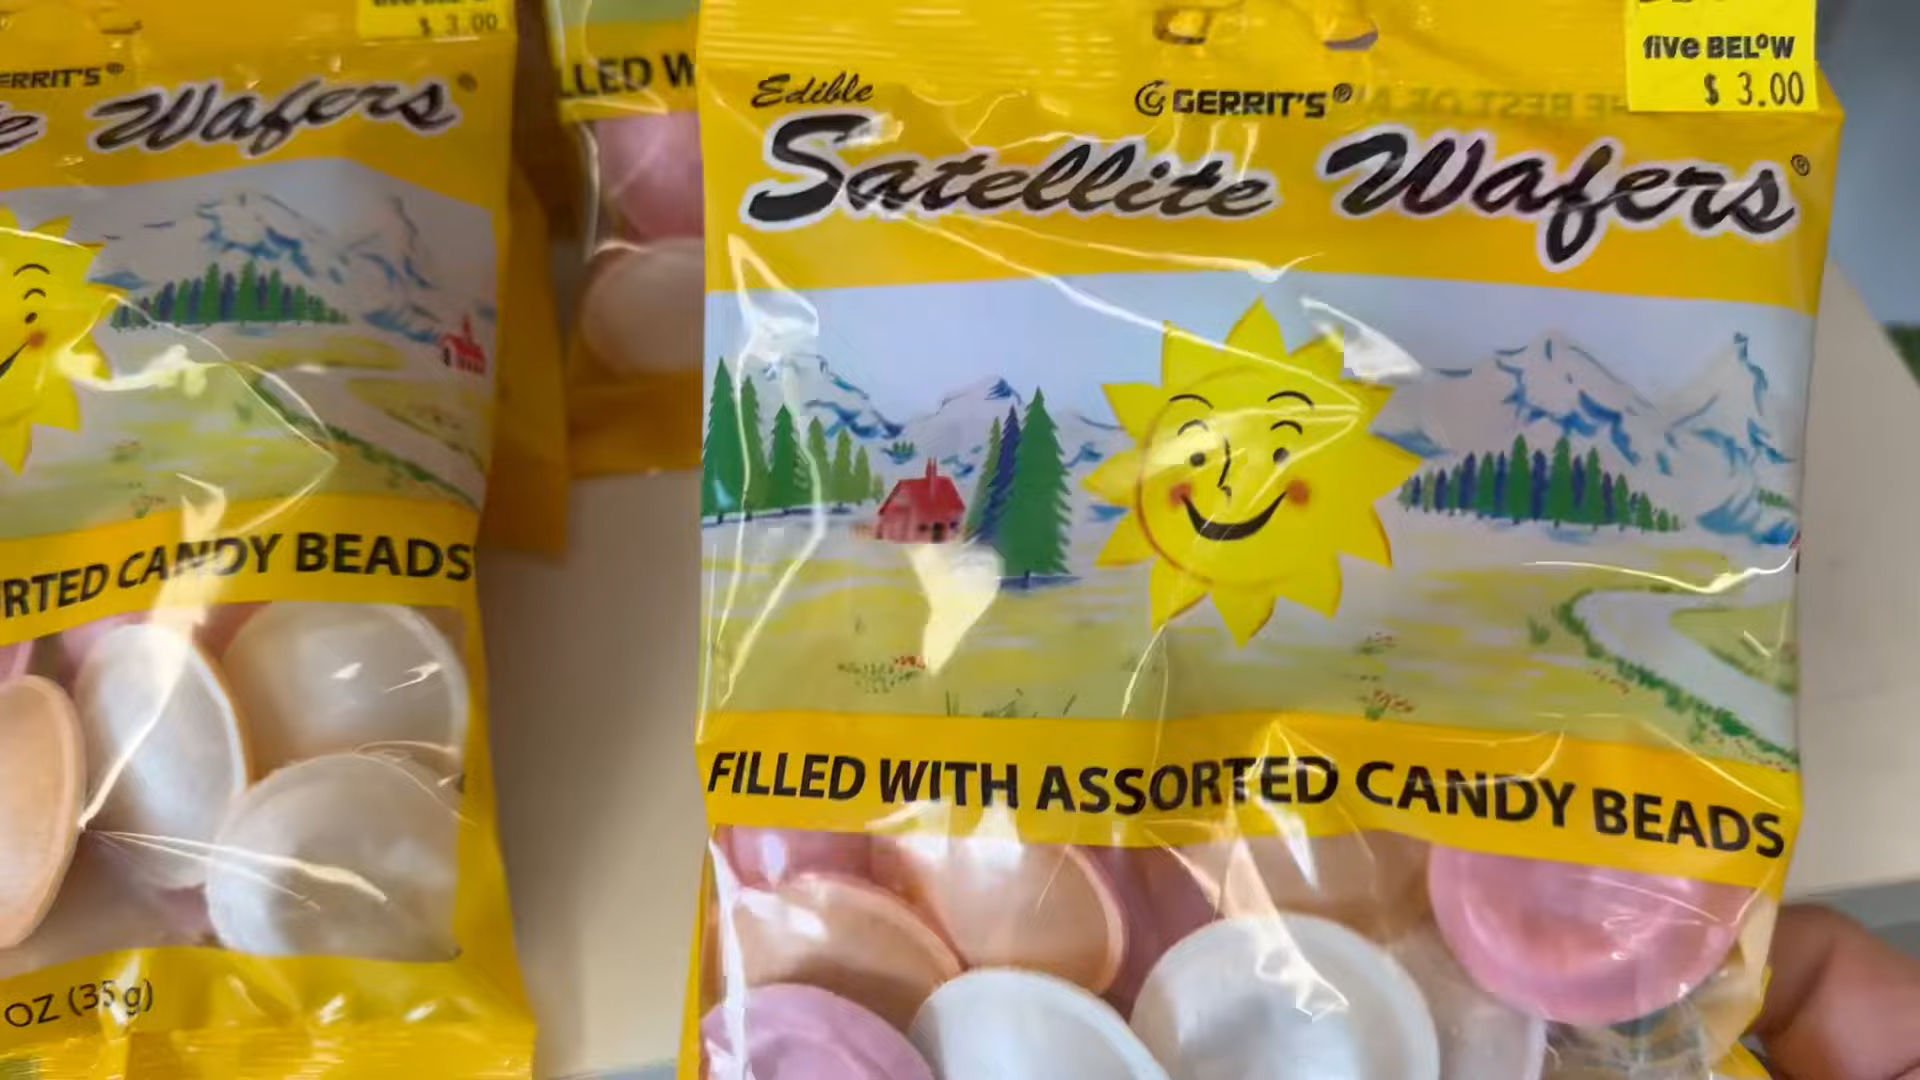 $ 3.00
ERRIT'S®
Wafers®
RTED CANDY BEADS
OZ (35 g)
LLED W
five BELOW
$ 3.00
Edible
GERRIT'S®
Satellite Wafers®
FILLED WITH ASSORTED CANDY BEADS